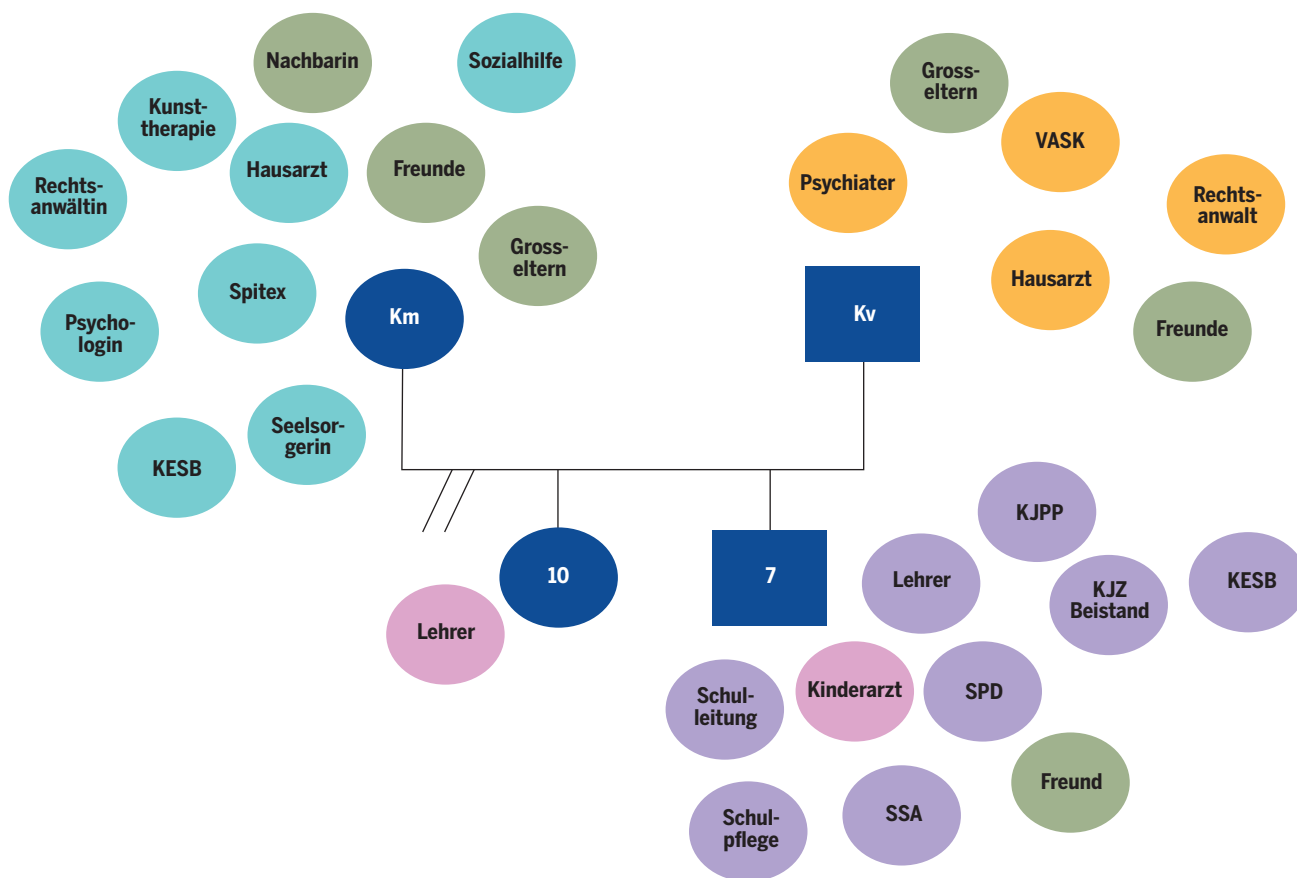 Nachbarin
Sozialhilfe
Gross-
eltern
Kunst-
therapie
VASK
Hausarzt
Freunde
Psychiater
Rechts-
anwältin
Rechts-
anwalt
Gross-
eltern
Spitex
Hausarzt
Km
Kv
Psycho-
login
Freunde
Seelsor-
gerin
KESB
KJPP
10
7
Lehrer
KJZ
Beistand
KESB
Lehrer
Schul-
leitung
Kinderarzt
SPD
Freund
Schul-
pflege
SSA